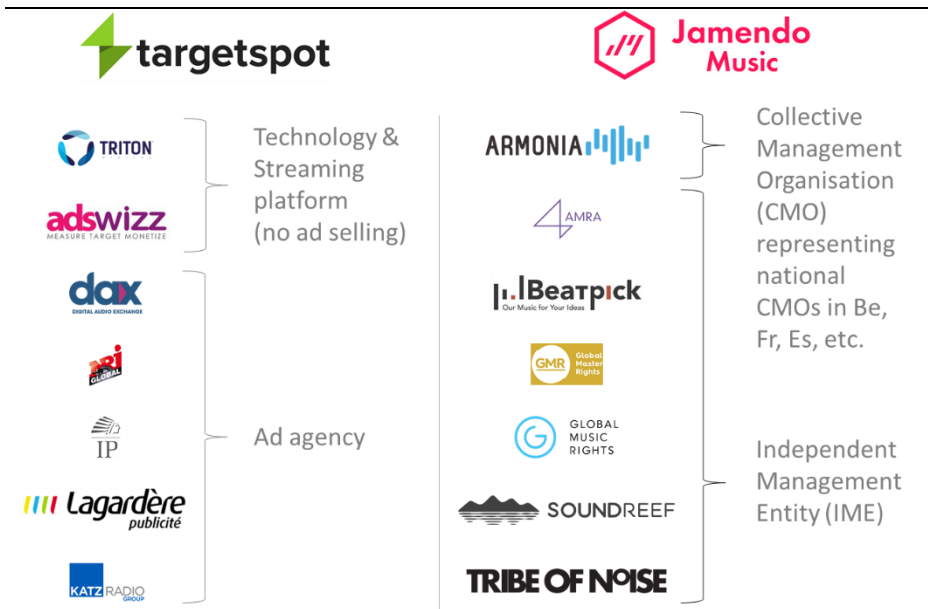 targetspot
TRITON
adswizz
MEASURE TARGET MONETIZE
Technology &
Streaming
platform
(no ad selling)
dax
DIGITAL AUDIO EXCHANGE
NRJ
GLOBAL
IP
Lagardère
publicité
KATZ RADIO
GROUP
Ad agency
Jamendo
Music
ARMONIA
Collective
Management
Organisation
(CMO)
representing
national
CMOs in Be,
Fr, Es, etc.
AMRA
BEATPICK
Our Music for Your Ideas
GMR
Global
Master
Rights
G
GLOBAL
MUSIC
RIGHTS
SOUNDREEF
TRIBE OF NOISE
Independent
Management
Entity (IME)